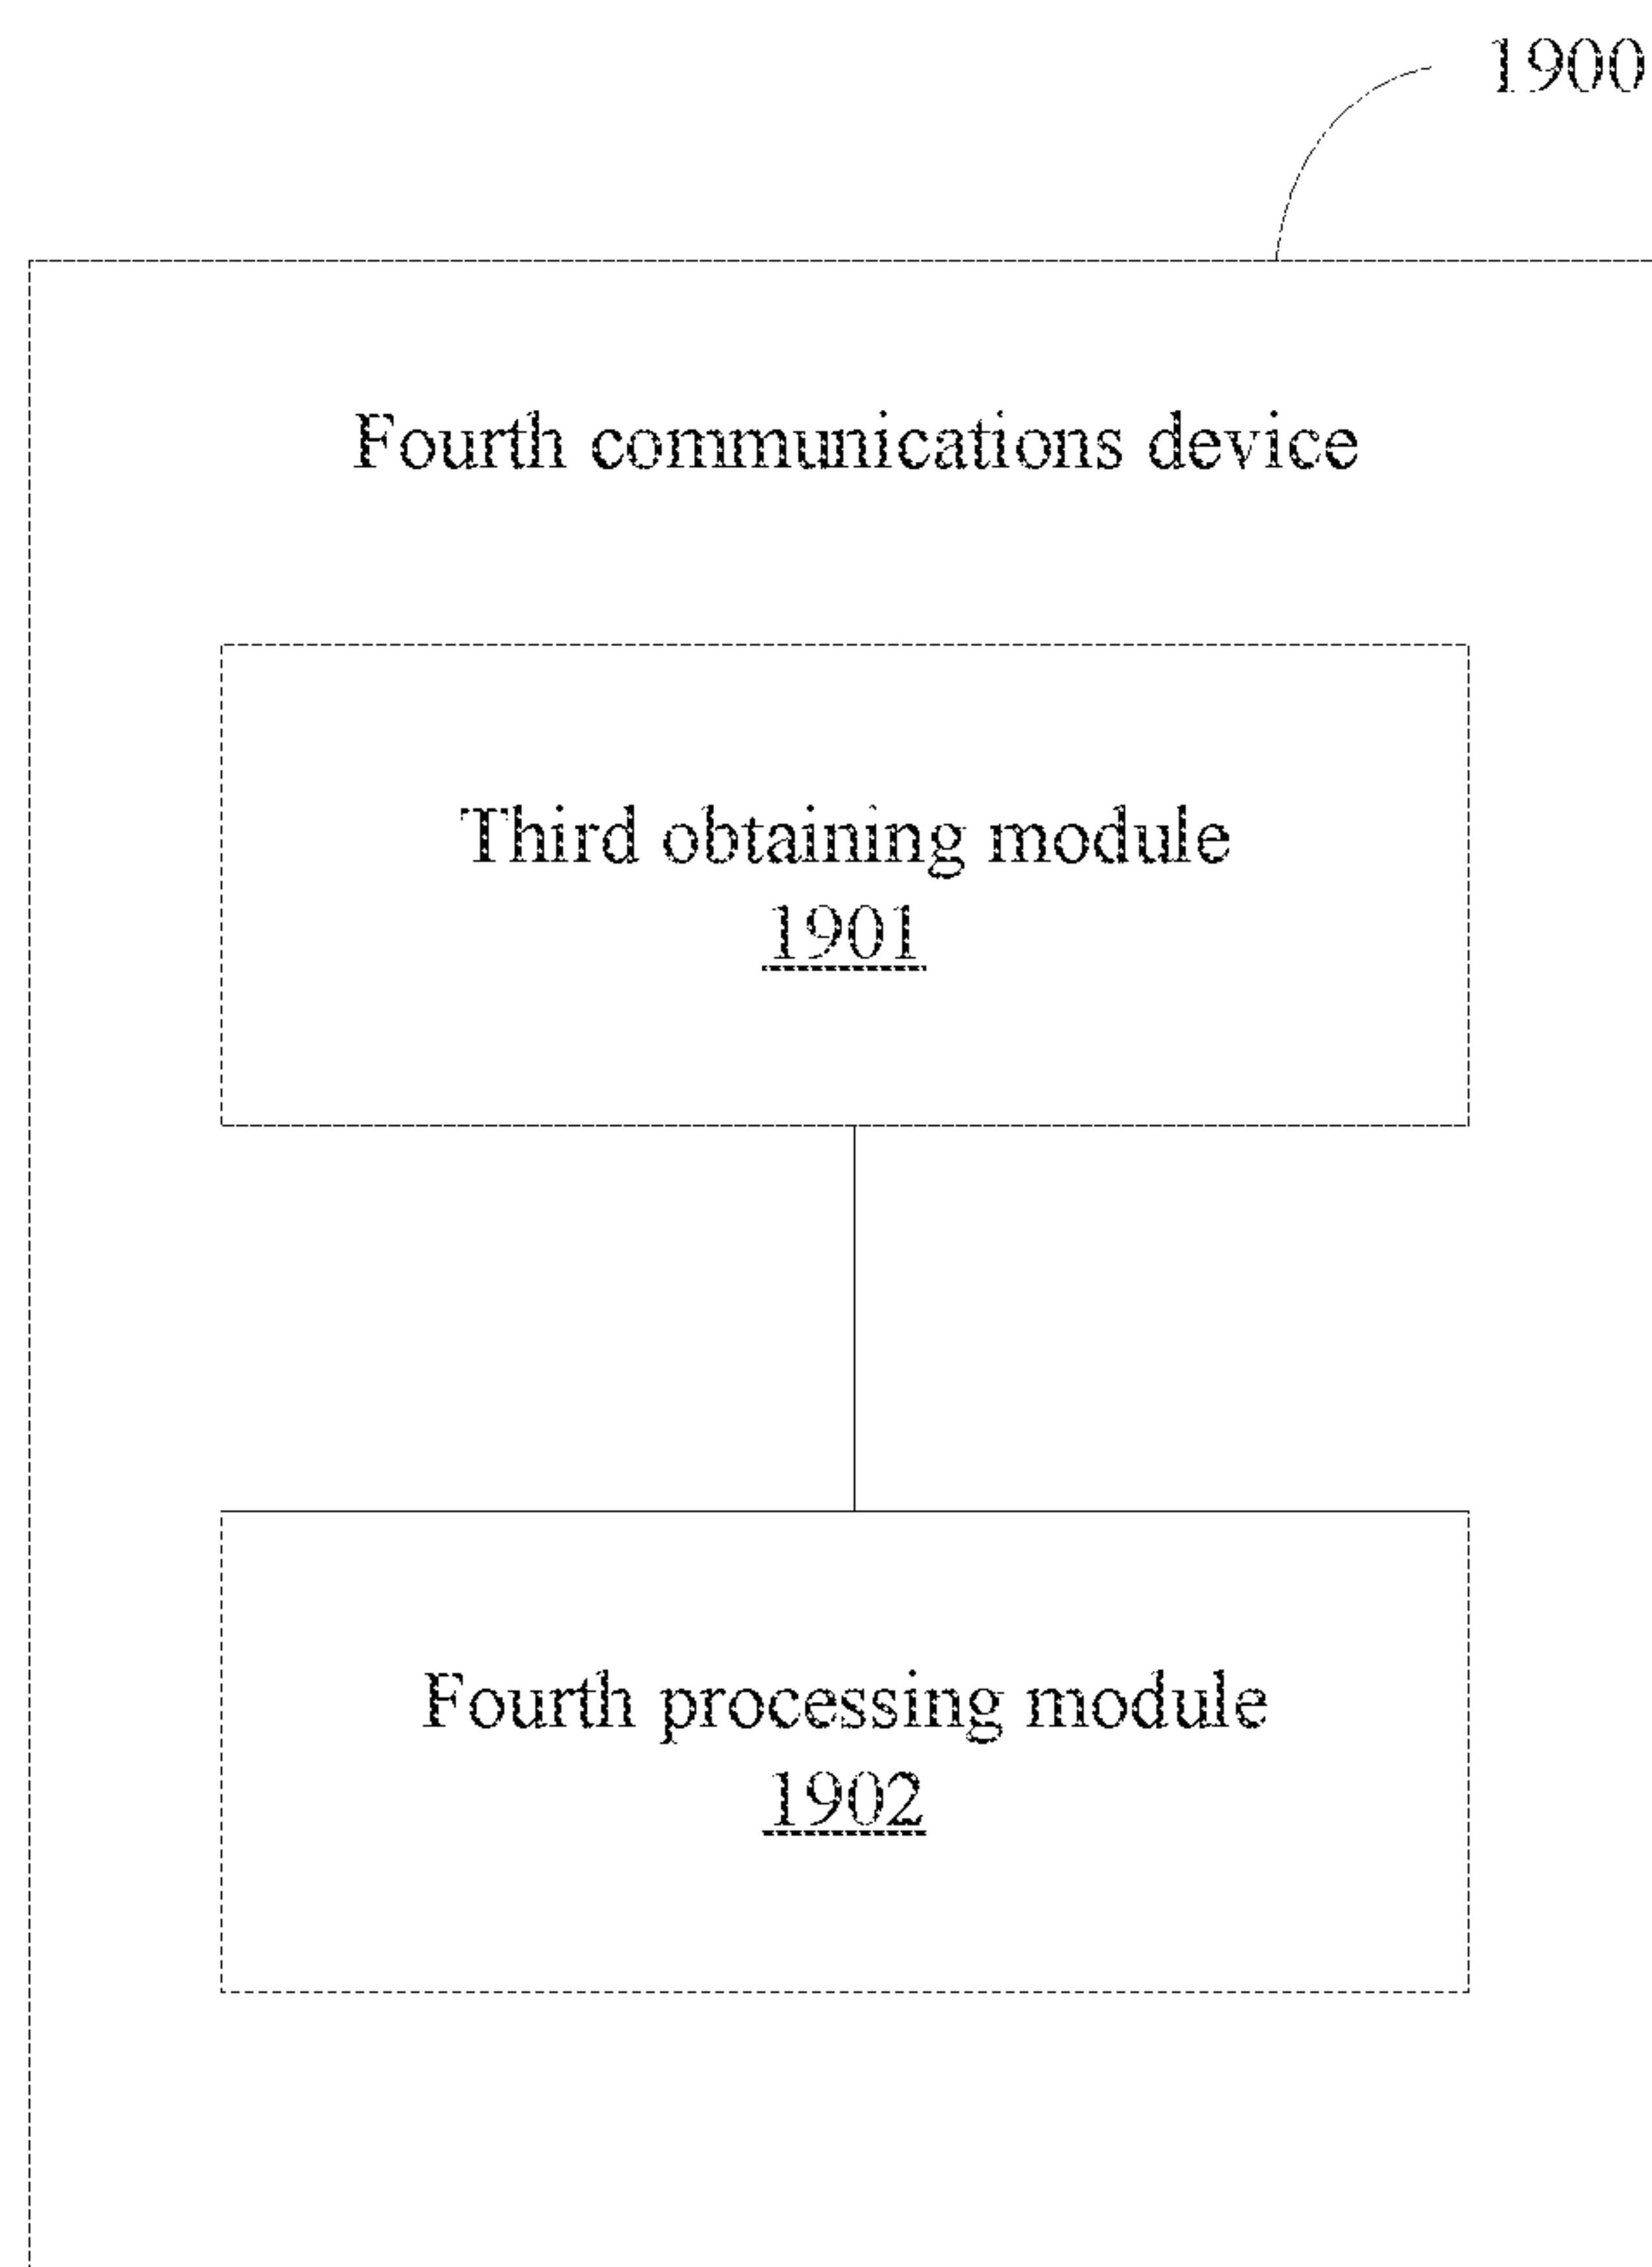 1900
Fourth communications device
Third obtaining module
1901
Fourth processing module
1902